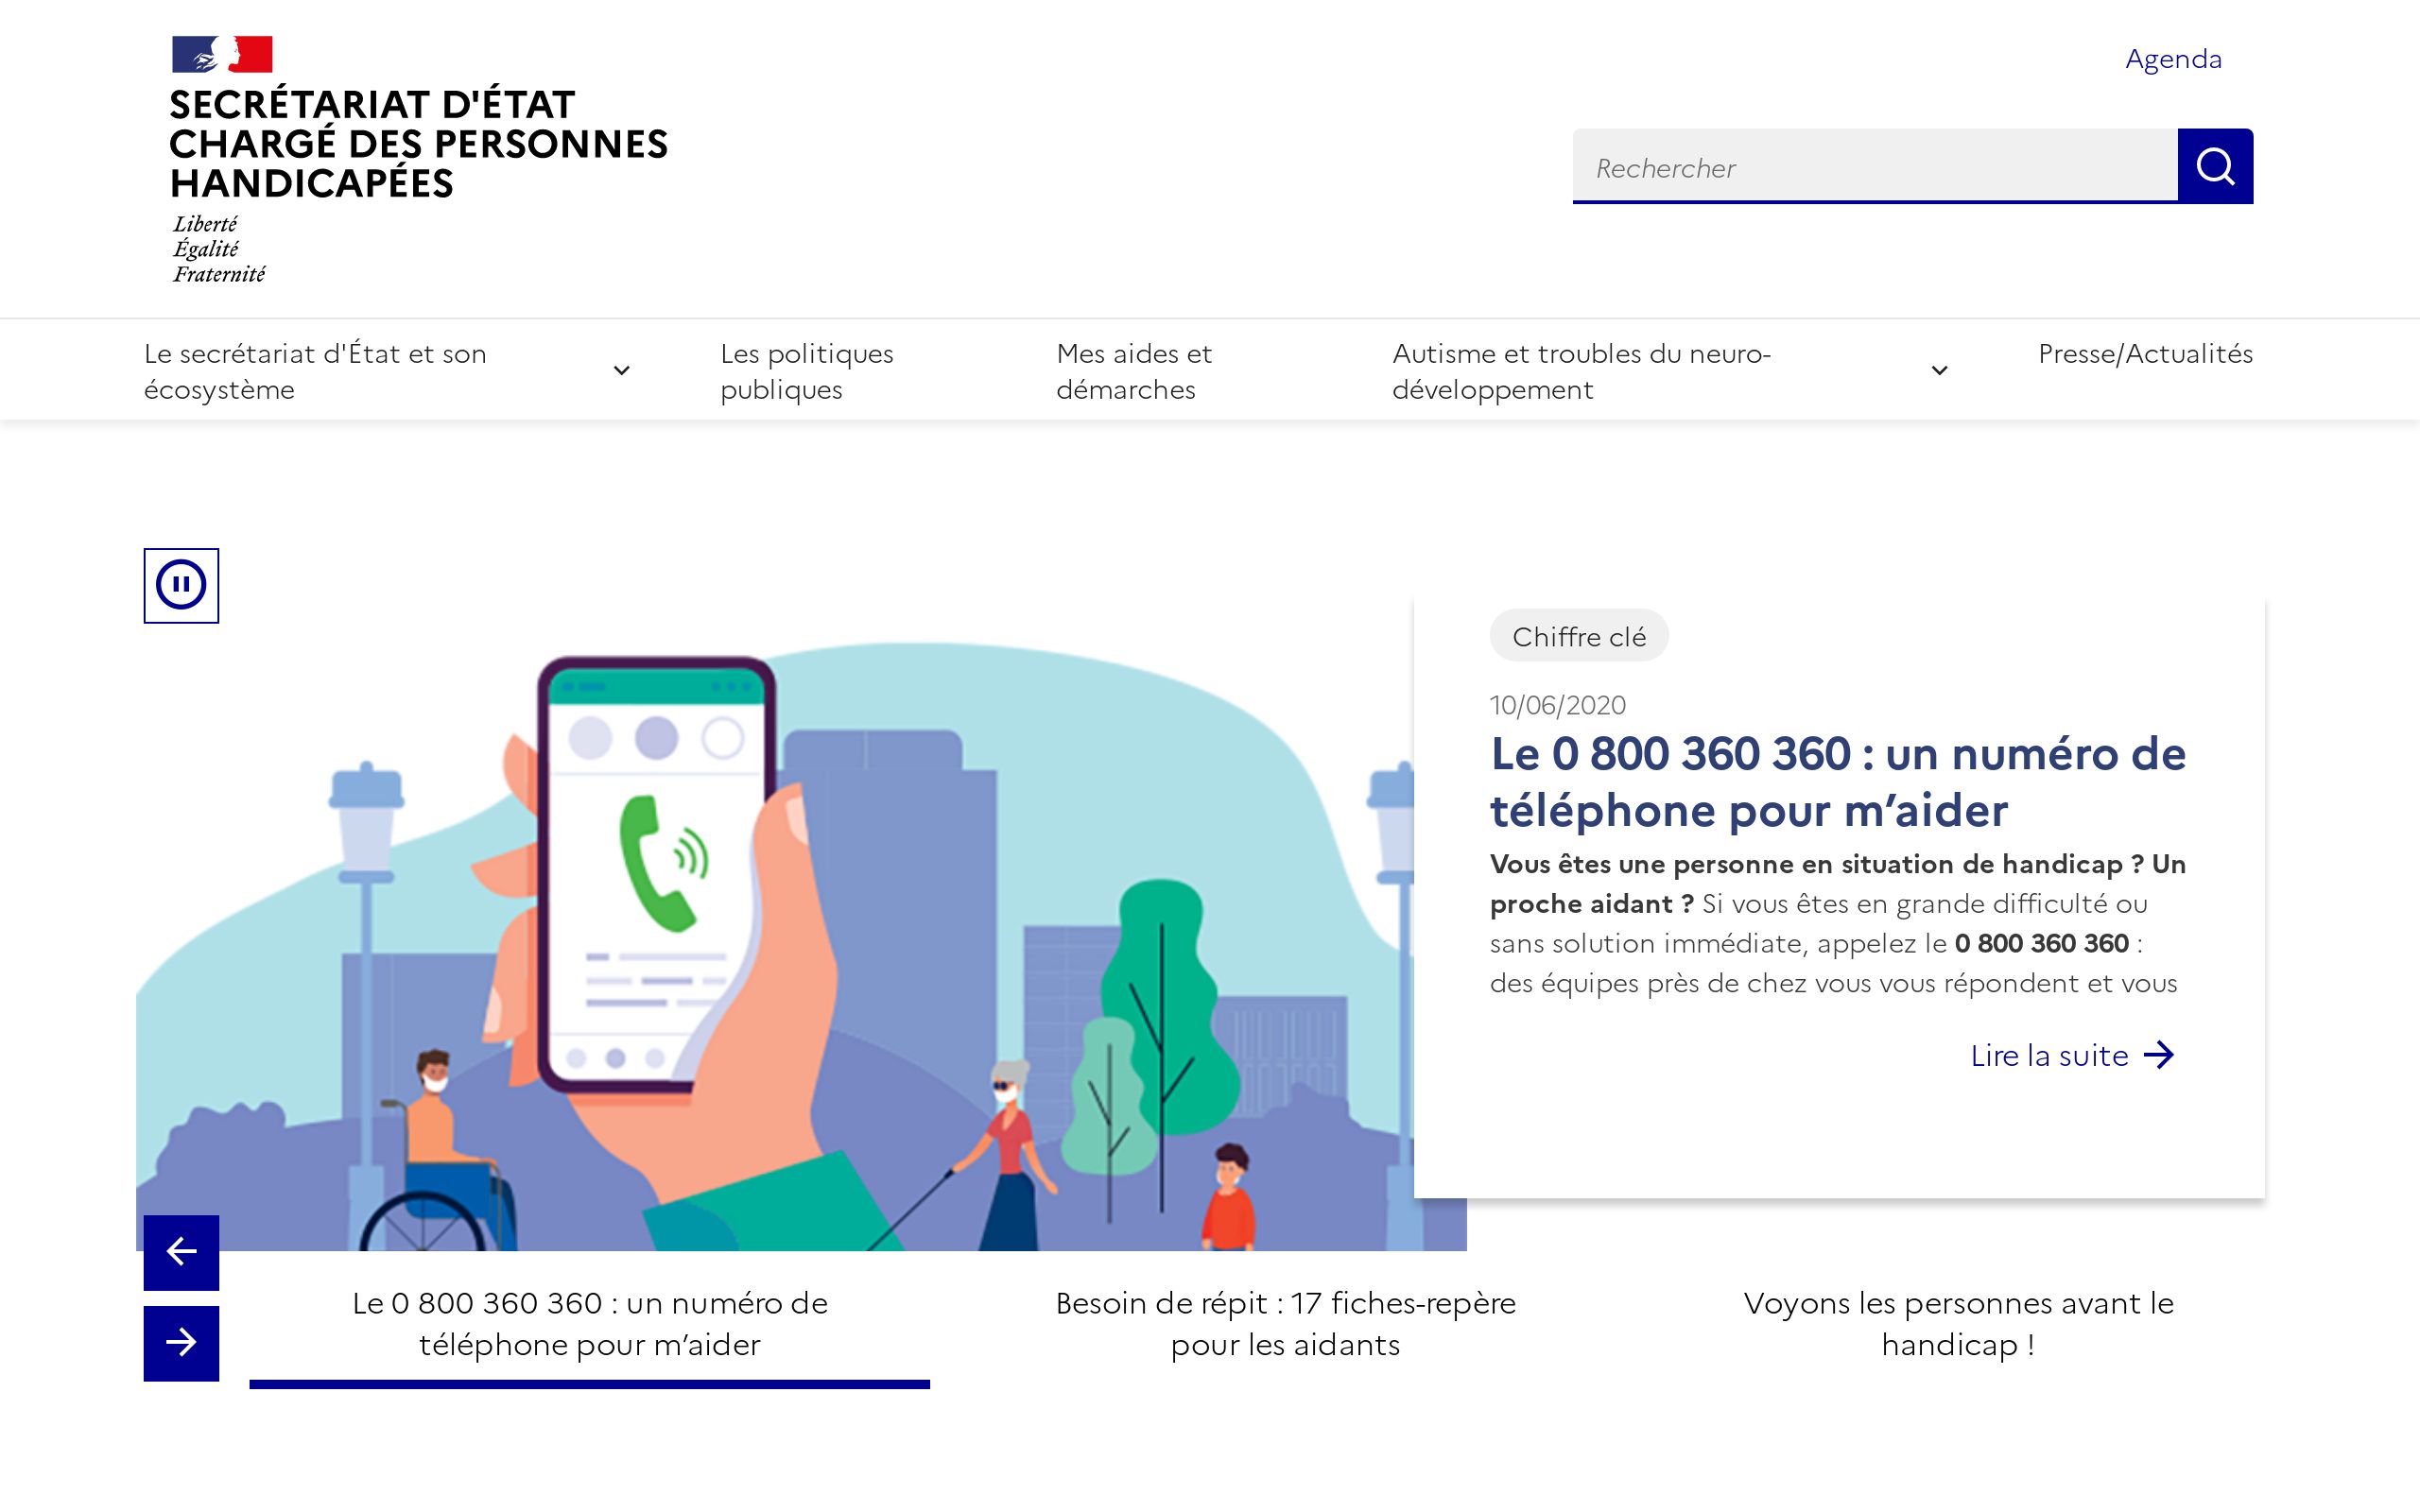 SECRÉTARIAT D'ÉTAT
CHARGÉ DES PERSONNES
HANDICAPÉES
Liberté
Égalité
Fraternité
Agenda
Rechercher
Le secrétariat d'État et son
écosystème
Les politiques
publiques
Mes aides et
démarches
Autisme et troubles du neuro-
développement
Presse/Actualités
Chiffre clé
10/06/2020
Le 0 800 360 360 : un numéro de
téléphone pour m’aider
Vous êtes une personne en situation de handicap ? Un
proche aidant ? Si vous êtes en grande difficulté ou
sans solution immédiate, appelez le 0 800 360 360 :
des équipes près de chez vous vous répondent et vous
Lire la suite
Le 0 800 360 360 : un numéro de
téléphone pour m’aider
Besoin de répit : 17 fiches-repère
pour les aidants
Voyons les personnes avant le
handicap !